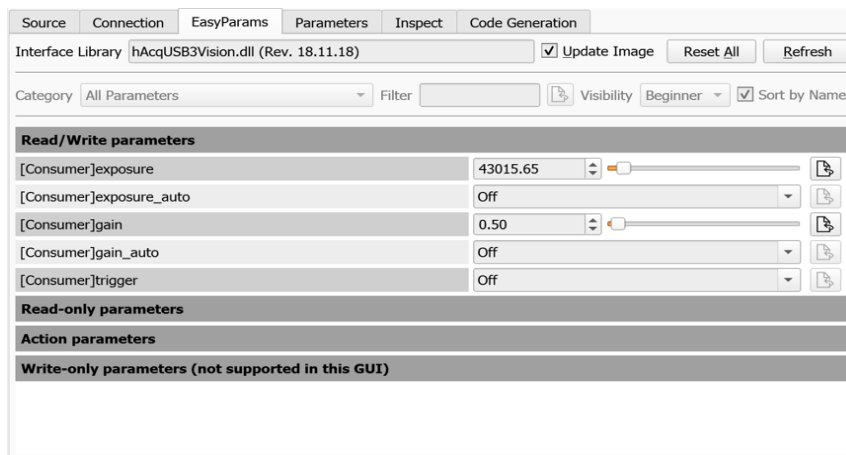 Source Connection EasyParams Parameters Inspect Code Generation
Interface Library hAcqUSB3Vision.dll (Rev. 18.11.18) Update Image Reset All Refresh
Category All Parameters Filter Visibility Beginner Sort by Name
Read/Write parameters
[Consumer]exposure 43015.65
[Consumer]exposure_auto Off
[Consumer]gain 0.50
[Consumer]gain_auto Off
[Consumer]trigger Off
Read-only parameters
Action parameters
Write-only parameters (not supported in this GUI)